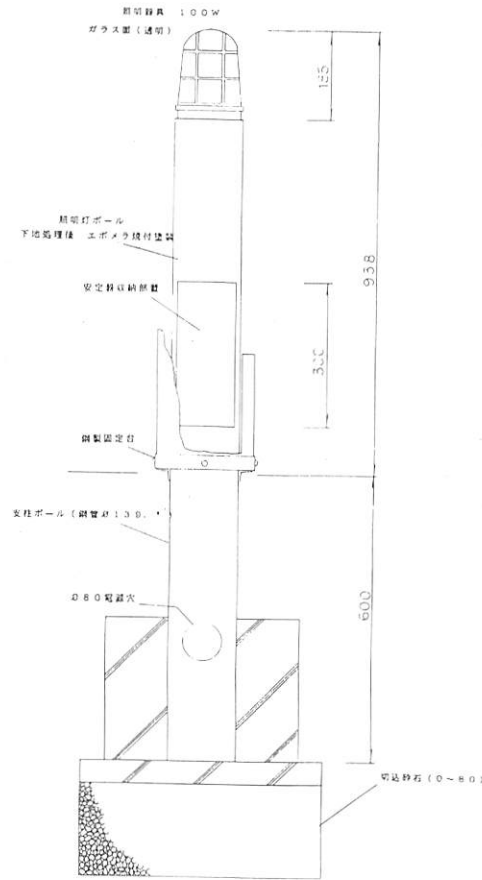 照明器具 100W
ガラス面(透明)
185
照明灯ポール
下地処理後 エポメラ焼付塗装
938
安定器収納部
300
鋼製固定台
支柱ポール(鋼管Ø139.
600
Ø80電線穴
切込砕石(0~80)